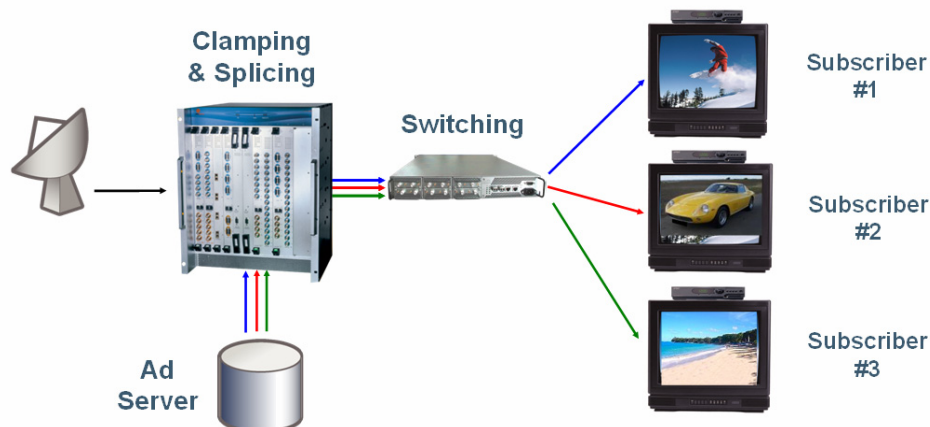 Clamping
& Splicing
Switching
Subscriber
#1
Subscriber
#2
Subscriber
#3
Ad
Server